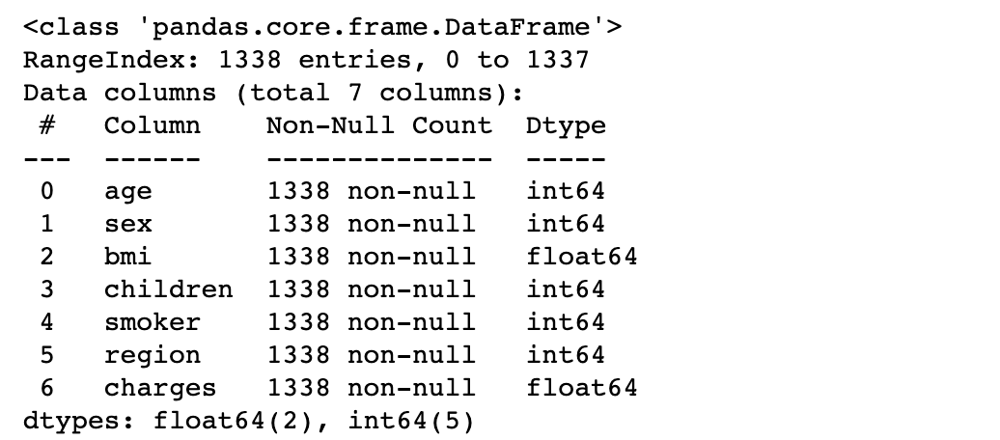 <class 'pandas.core.frame.DataFrame'>
RangeIndex: 1338 entries, 0 to 1337
Data columns (total 7 columns):
 #   Column    Non-Null Count  Dtype
---  ------    --------------  -----
 0   age       1338 non-null   int64
 1   sex       1338 non-null   int64
 2   bmi       1338 non-null   float64
 3   children  1338 non-null   int64
 4   smoker    1338 non-null   int64
 5   region    1338 non-null   int64
 6   charges   1338 non-null   float64
dtypes: float64(2), int64(5)